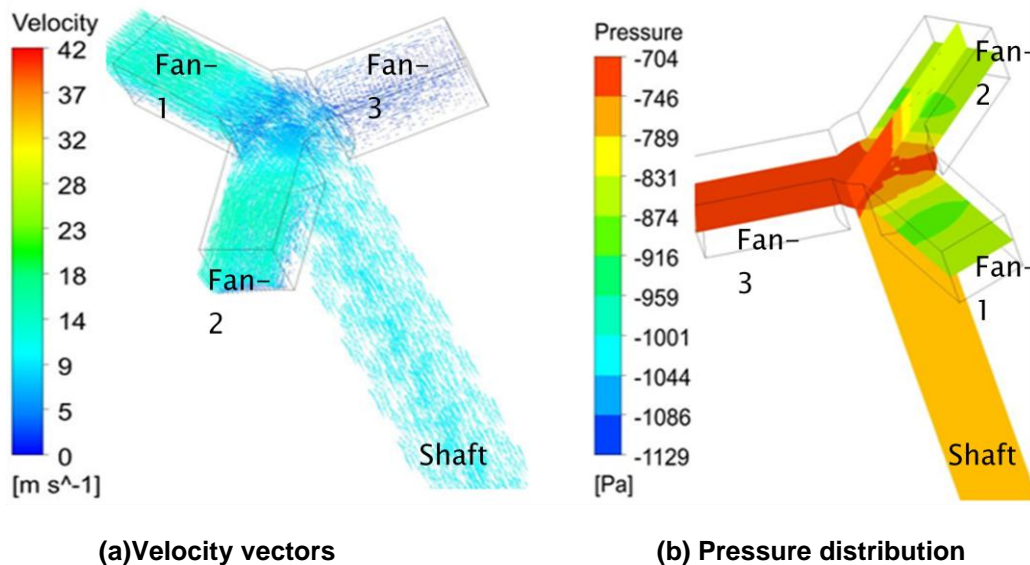 Velocity
42
37
32
28
23
18
14
9
5
0
[m s^-1]
Fan-
1
Fan-
3
Fan-
2
Shaft
Pressure
-704
-746
-789
-831
-874
-916
-959
-1001
-1044
-1086
-1129
[Pa]
Fan-
2
Fan-
3
Fan-
1
Shaft
(a)Velocity vectors
(b) Pressure distribution